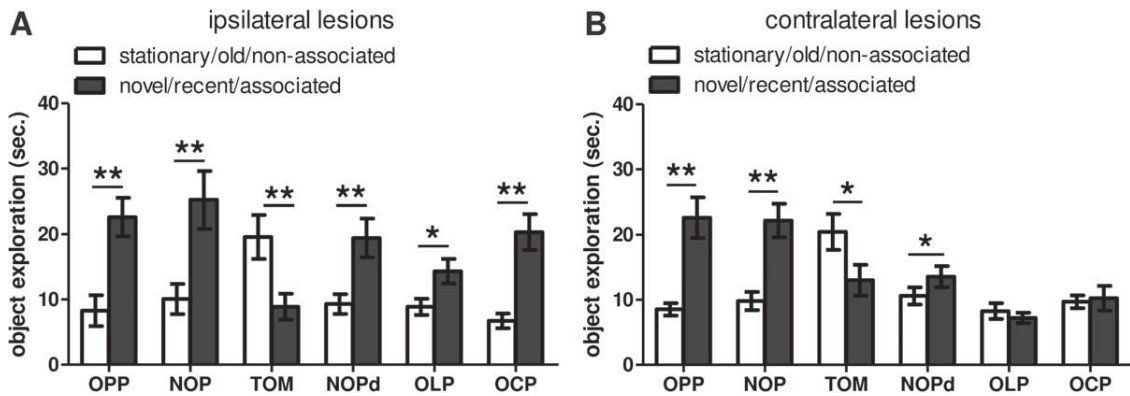 A ipsilateral lesions
stationary/old/non-associated
novel/recent/associated
object exploration (sec.)
40
30
20
10
0
** ** ** ** * **
OPP NOP TOM NOPd OLP OCP
B contralateral lesions
stationary/old/non-associated
novel/recent/associated
object exploration (sec.)
40
30
20
10
0
** ** * *
OPP NOP TOM NOPd OLP OCP